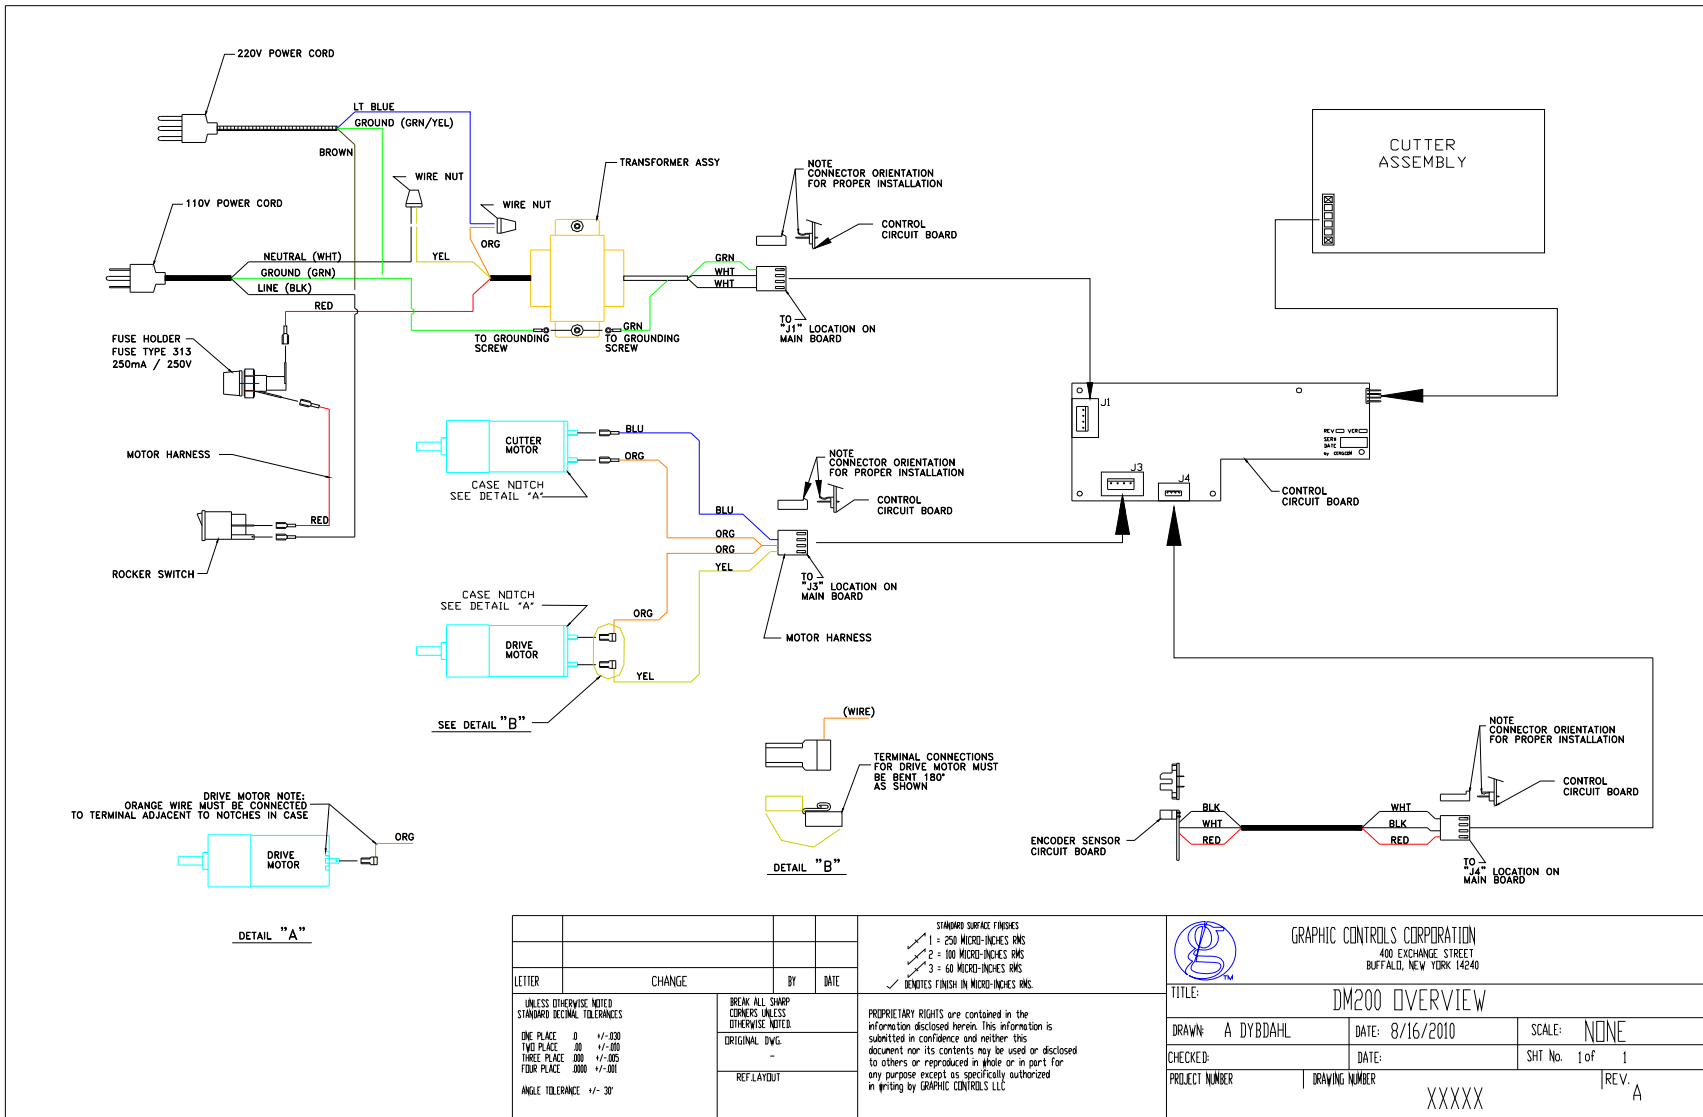 220V POWER CORD
LT BLUE
GROUND (GRN/YEL)
BROWN
WIRE NUT
WIRE NUT
TRANSFORMER ASSY
110V POWER CORD
NEUTRAL (WHT)
GROUND (GRN)
LINE (BLK)
RED
YEL
ORG
NOTE
CONNECTOR ORIENTATION
FOR PROPER INSTALLATION
CONTROL
CIRCUIT BOARD
GRN
WHT
WHT
GRN
TO GROUNDING
SCREW
TO GROUNDING
SCREW
TO
"J1" LOCATION ON
MAIN BOARD
CUTTER
ASSEMBLY
FUSE HOLDER
FUSE TYPE 313
250mA / 250V
MOTOR HARNESS
RED
ROCKER SWITCH
CUTTER
MOTOR
BLU
ORG
CASE NOTCH
SEE DETAIL "A"
BLU
ORG
ORG
YEL
NOTE
CONNECTOR ORIENTATION
FOR PROPER INSTALLATION
CONTROL
CIRCUIT BOARD
TO
"J3" LOCATION ON
MAIN BOARD
MOTOR HARNESS
CASE NOTCH
SEE DETAIL "A"
DRIVE
MOTOR
ORG
YEL
SEE DETAIL "B"
J1
J3
J4
REV VER
SER#
DATE
by
CONTROL
CIRCUIT BOARD
(WIRE)
TERMINAL CONNECTIONS
FOR DRIVE MOTOR MUST
BE BENT 180°
AS SHOWN
DETAIL "B"
DRIVE MOTOR NOTE:
ORANGE WIRE MUST BE CONNECTED
TO TERMINAL ADJACENT TO NOTCHES IN CASE
ORG
DRIVE
MOTOR
DETAIL "A"
NOTE
CONNECTOR ORIENTATION
FOR PROPER INSTALLATION
CONTROL
CIRCUIT BOARD
ENCODER SENSOR
CIRCUIT BOARD
BLK
WHT
RED
WHT
BLK
RED
TO
"J4" LOCATION ON
MAIN BOARD
LETTER CHANGE BY DATE
UNLESS OTHERWISE NOTED
STANDARD DECIMAL TOLERANCES
ONE PLACE .0 +/-.030
TWO PLACE .00 +/-.010
THREE PLACE .000 +/-.005
FOUR PLACE .0000 +/-.001
ANGLE TOLERANCE +/- 30'
BREAK ALL SHARP
CORNERS UNLESS
OTHERWISE NOTED.
ORIGINAL DWG.
-
REF.LAYOUT
STANDARD SURFACE FINISHES
1 = 250 MICRO-INCHES RMS
2 = 100 MICRO-INCHES RMS
3 = 60 MICRO-INCHES RMS
DENOTES FINISH IN MICRO-INCHES RMS.
PROPRIETARY RIGHTS are contained in the
information disclosed herein. This information is
submitted in confidence and neither this
document nor its contents may be used or disclosed
to others or reproduced in whole or in part for
any purpose except as specifically authorized
in writing by GRAPHIC CONTROLS LLC
g TM
GRAPHIC CONTROLS CORPORATION
400 EXCHANGE STREET
BUFFALO, NEW YORK 14240
TITLE: DM200 OVERVIEW
DRAWN: A DYBDAHL DATE: 8/16/2010 SCALE: NONE
CHECKED: DATE: SHT No. 1 of 1
PROJECT NUMBER DRAWING NUMBER XXXXX REV. A